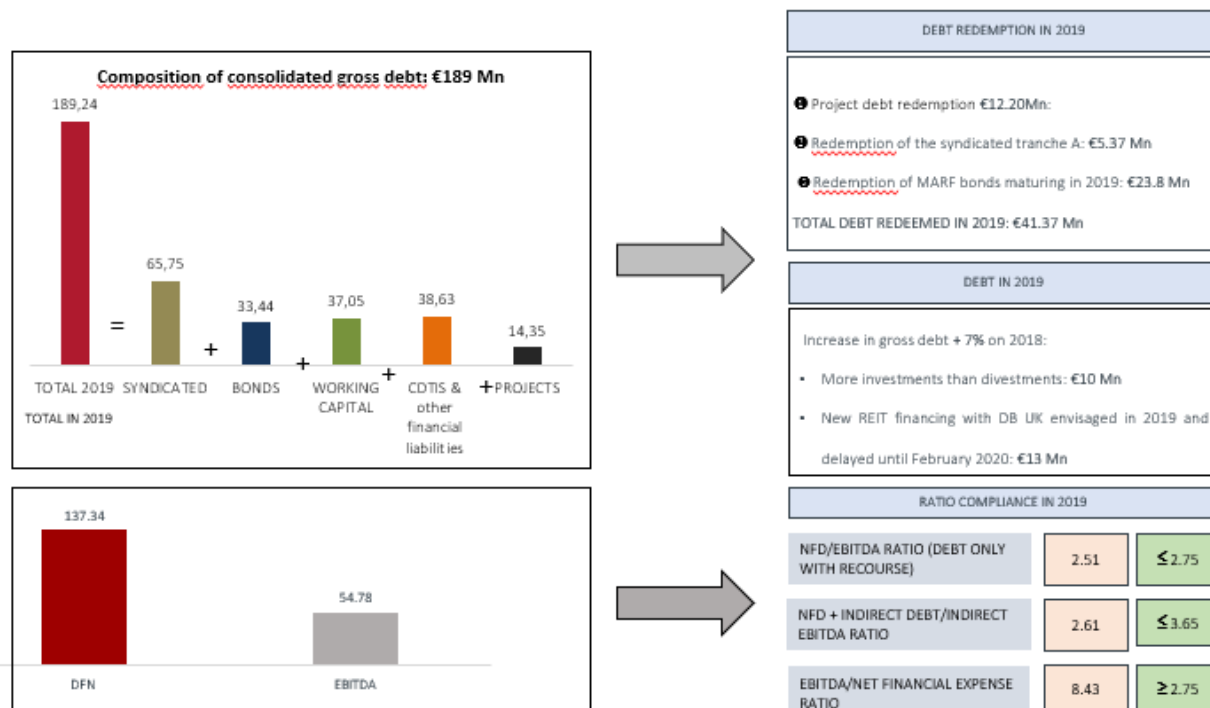 Composition of consolidated gross debt: €189 Mn
189,24
65,75
33,44
37,05
38,63
14,35
=
+
+
+
+
TOTAL 2019
SYNDICATED
BONDS
WORKING
CAPITAL
CDTIS &
other
financial
liabilities
PROJECTS
TOTAL IN 2019
137.34
54.78
DFN
EBITDA
DEBT REDEMPTION IN 2019
❶ Project debt redemption €12.20Mn:
❷ Redemption of the syndicated tranche A: €5.37 Mn
❸ Redemption of MARF bonds maturing in 2019: €23.8 Mn
TOTAL DEBT REDEEMED IN 2019: €41.37 Mn
DEBT IN 2019
Increase in gross debt + 7% on 2018:
▪ More investments than divestments: €10 Mn
▪ New REIT financing with DB UK envisaged in 2019 and
delayed until February 2020: €13 Mn
RATIO COMPLIANCE IN 2019
NFD/EBITDA RATIO (DEBT ONLY
WITH RECOURSE)
2.51
≤2.75
NFD + INDIRECT DEBT/INDIRECT
EBITDA RATIO
2.61
≤3.65
EBITDA/NET FINANCIAL EXPENSE
RATIO
8.43
≥2.75